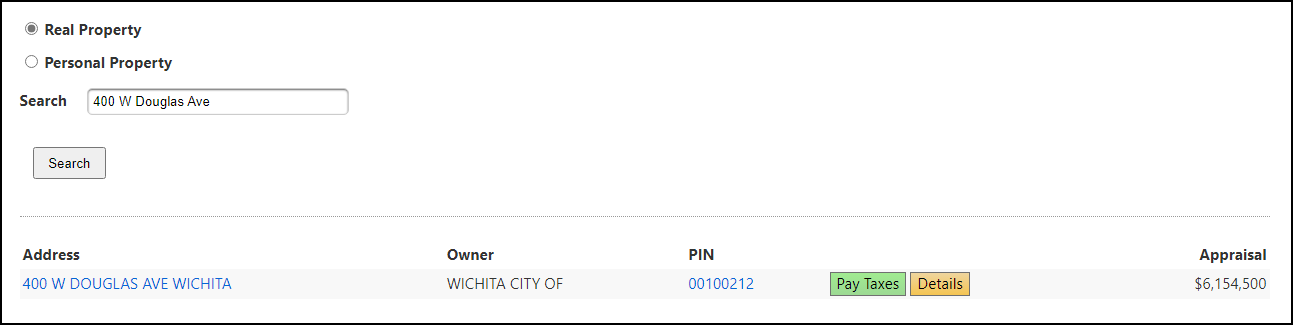 Real Property
Personal Property
Search 400 W Douglas Ave
Search
Address Owner PIN Appraisal
400 W DOUGLAS AVE WICHITA WICHITA CITY OF 00100212 Pay Taxes Details $6,154,500